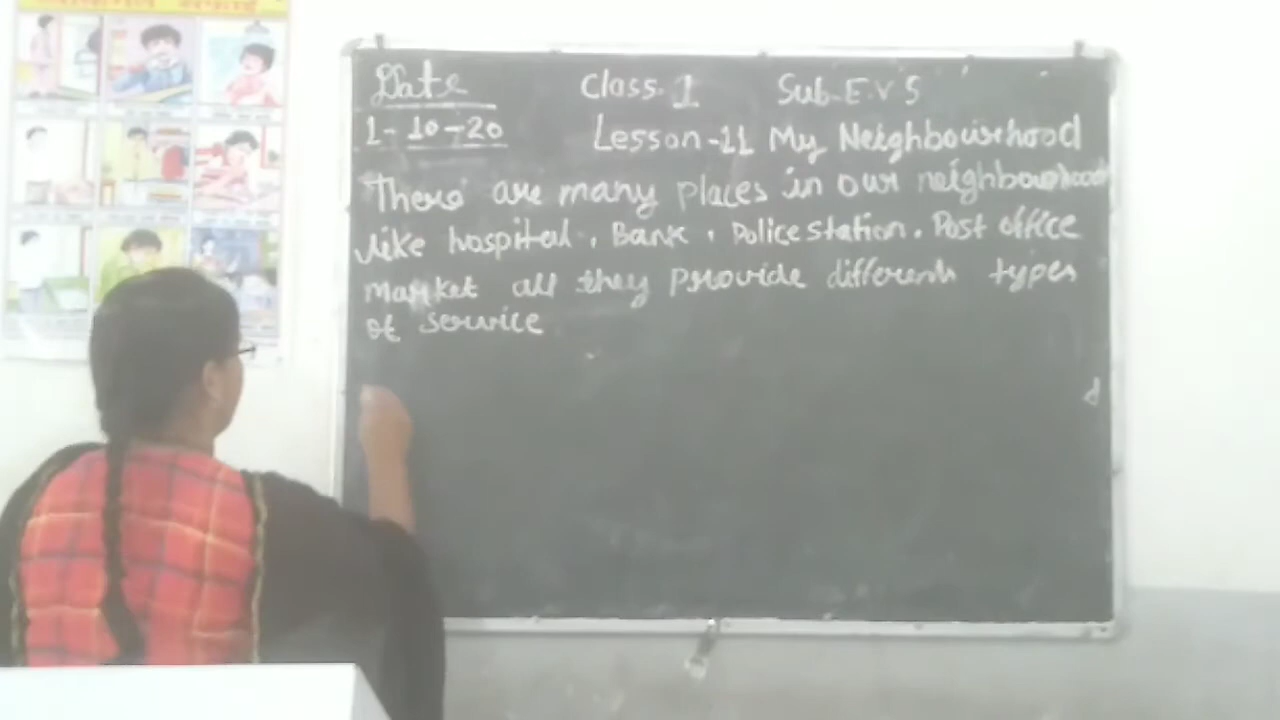 Date Class. 1 Sub-E.V S
1-10-20 Lesson-11 My Neighbourhood
There are many places in our neighbourhood
like hospital, Bank, Police station. Post office
market all they provide different types
of service